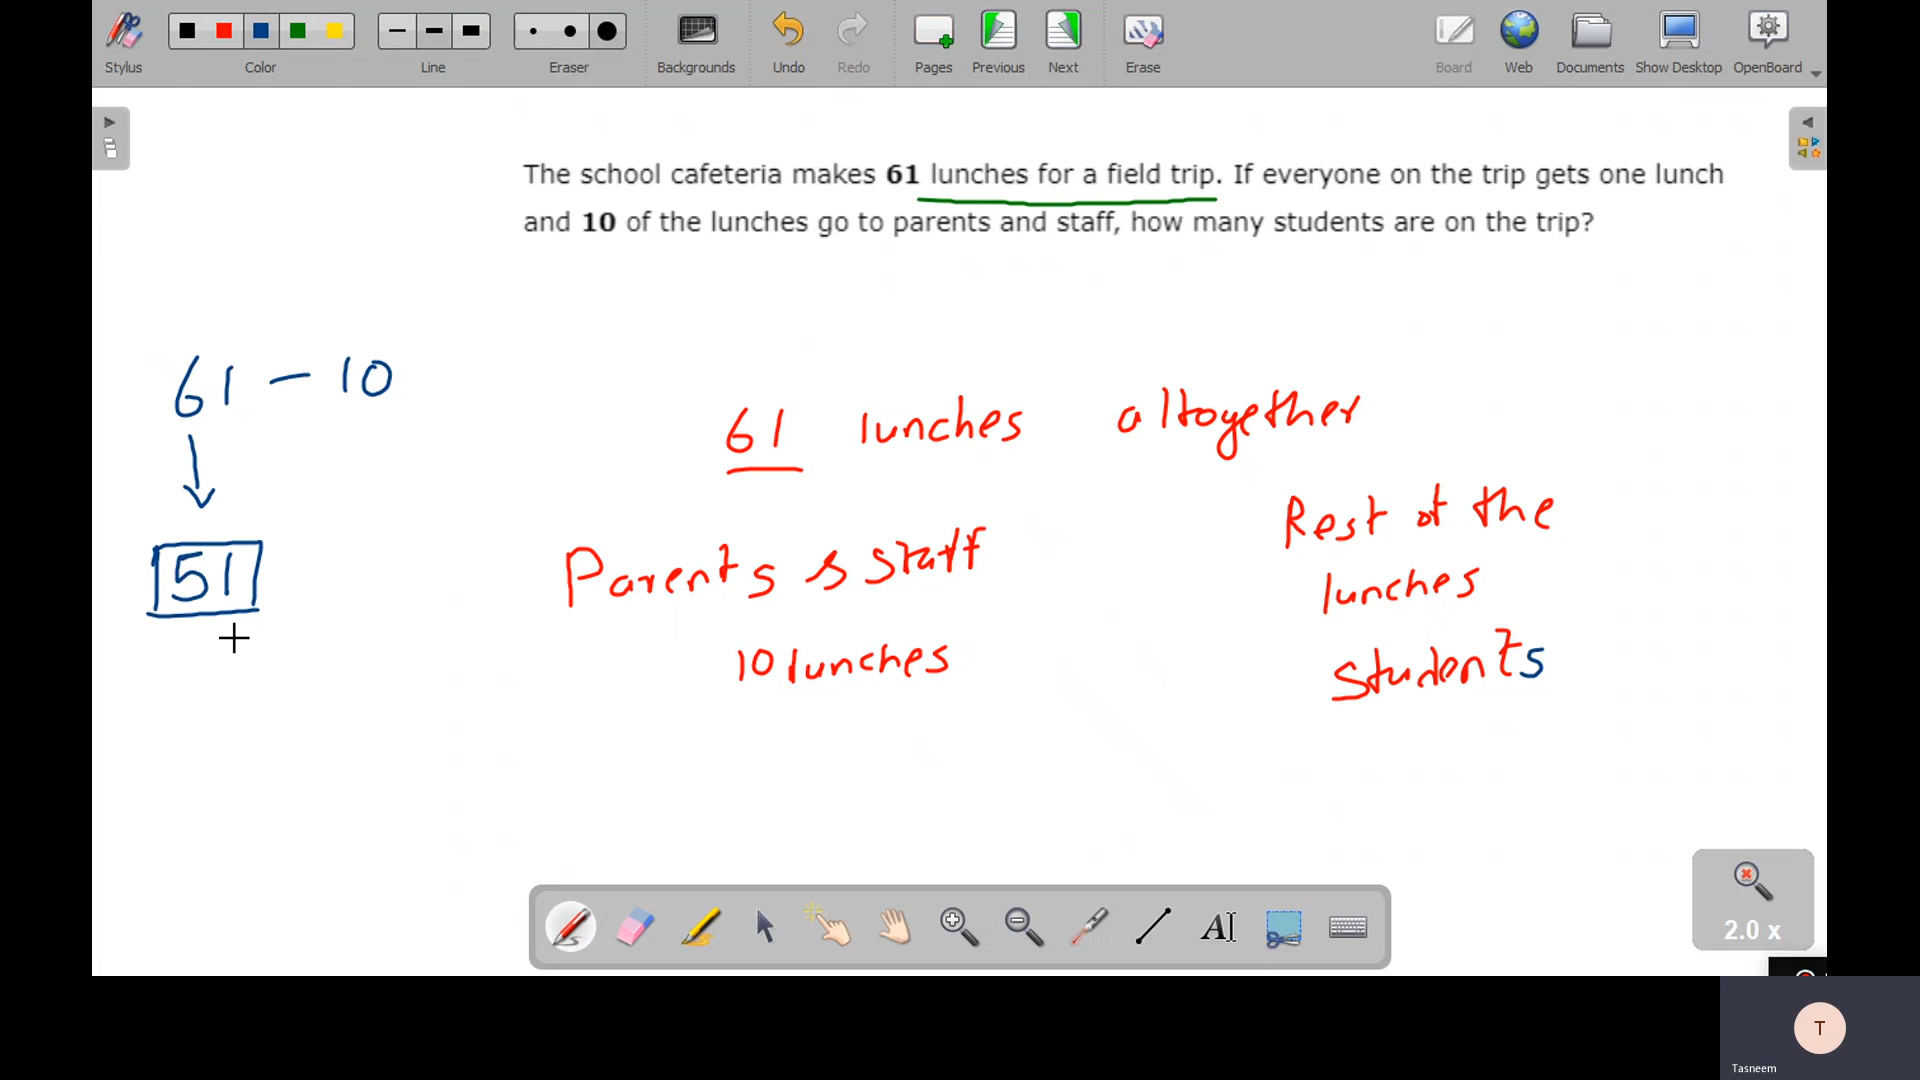 Stylus Color Line Eraser Backgrounds Undo Redo Pages Previous Next Erase Board Web Documents Show Desktop OpenBoard
The school cafeteria makes 61 lunches for a field trip. If everyone on the trip gets one lunch
and 10 of the lunches go to parents and staff, how many students are on the trip?
61 - 10
51
61 lunches altogether
Parents & staff
10 lunches
Rest of the
lunches
students
AI
2.0 x
T
Tasneem